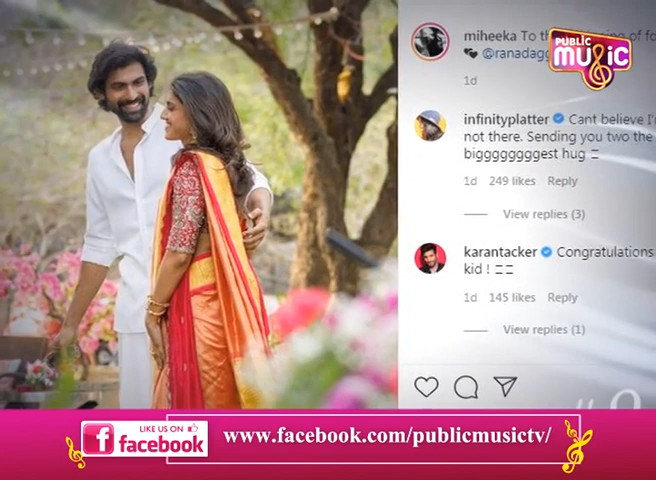 miheeka To th
PUBLIC
MUSIC
@ranadagg
1d
infinityplatter Cant believe I'
not there. Sending you two the
biggggggggest hug
1d 249 likes Reply
View replies (3)
karantacker Congratulations
kid !
1d 145 likes Reply
View replies (1)
LIKE US ON
f facebook
www.facebook.com/publicmusictv/